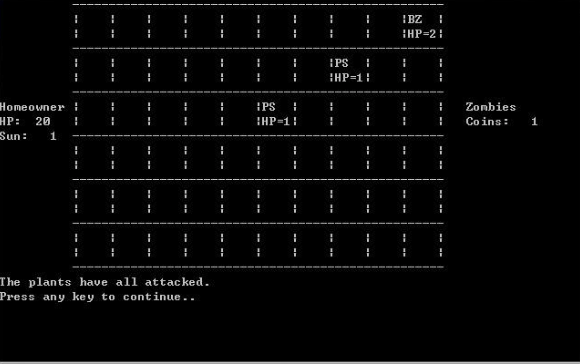 BZ
HP=2
PS
HP=1
Homeowner PS Zombies
HP: 20 HP=1 Coins: 1
Sun: 1
The plants have all attacked.
Press any key to continue..